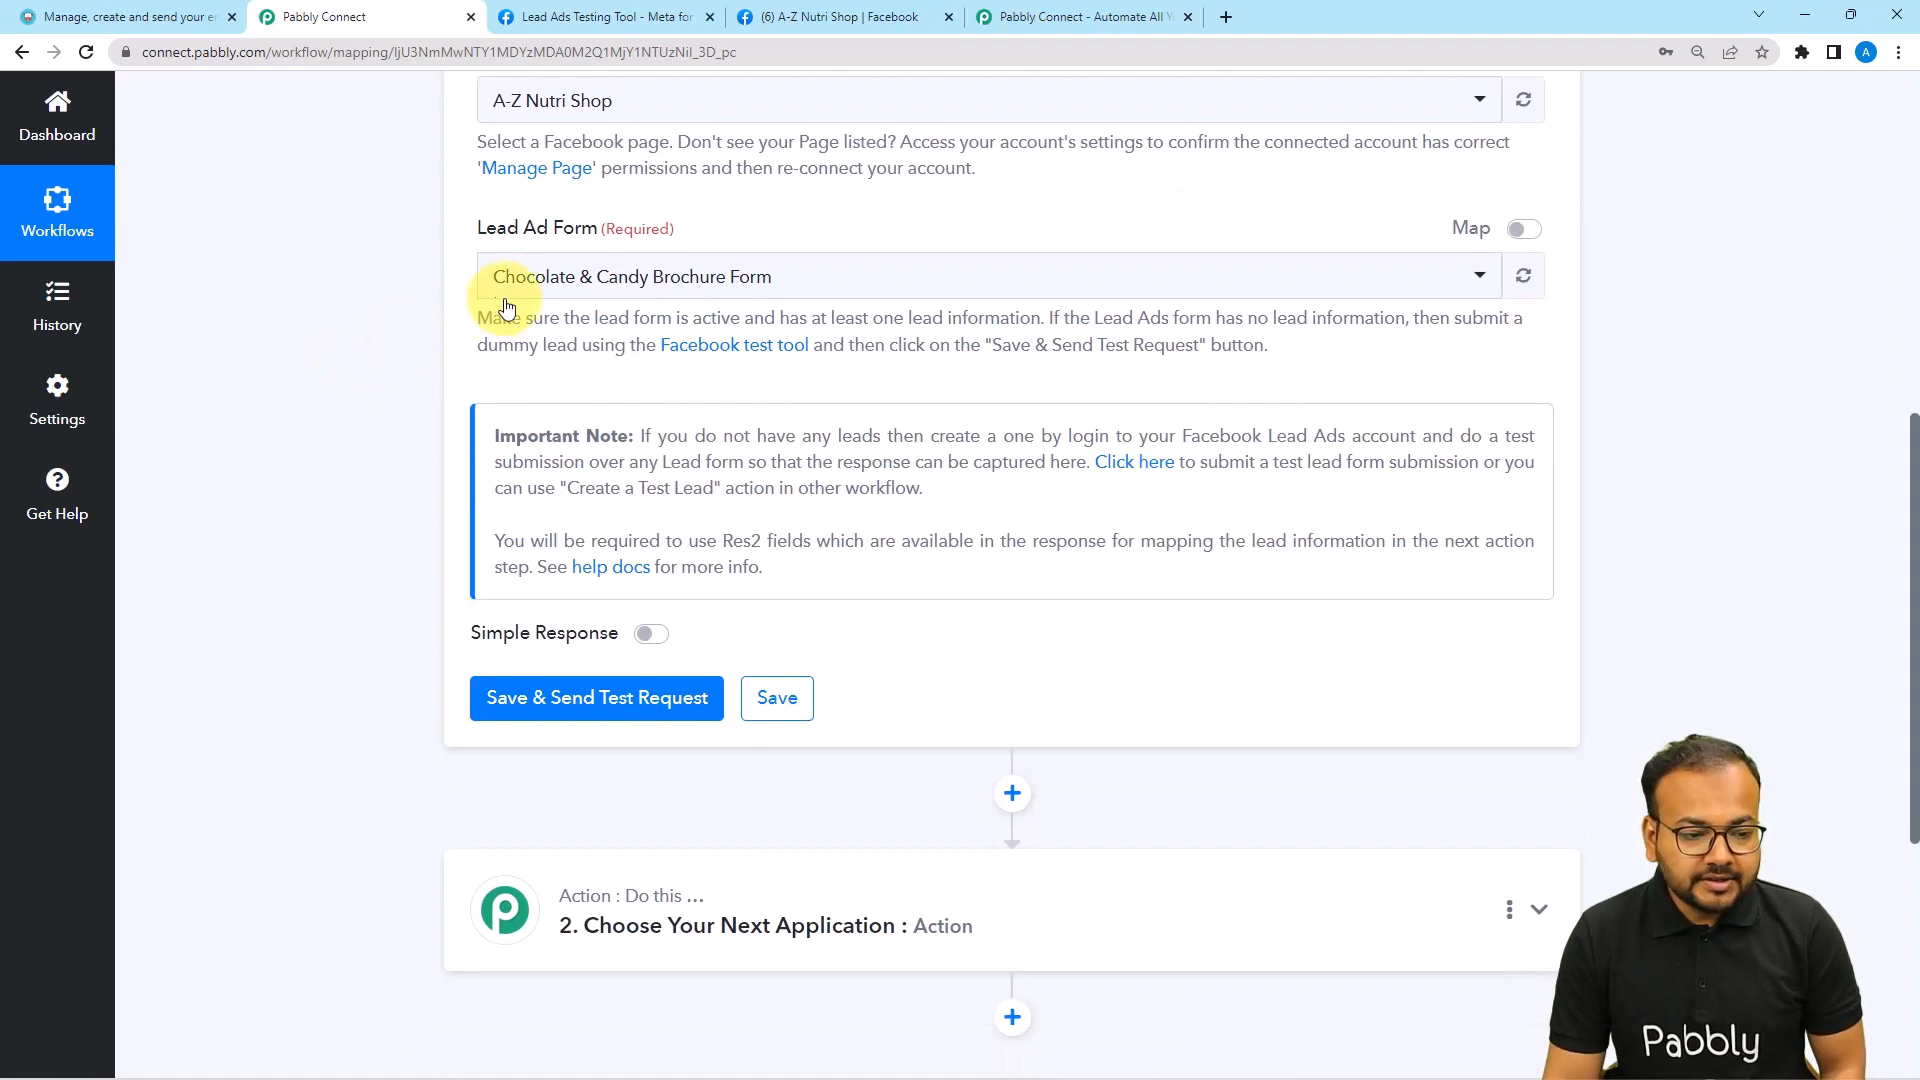 Manage, create and send your er
Pabbly Connect
Lead Ads Testing Tool - Meta for
(6) A-Z Nutri Shop | Facebook
Pabbly Connect - Automate All Y
connect.pabbly.com/workflow/mapping/IjU3NmMwNTY1MDYzMDA0M2Q1MjY1NTUzNiI_3D_pc
A
Dashboard
Workflows
History
Settings
Get Help
A-Z Nutri Shop
Select a Facebook page. Don't see your Page listed? Access your account's settings to confirm the connected account has correct
'Manage Page' permissions and then re-connect your account.
Lead Ad Form (Required)
Map
Chocolate & Candy Brochure Form
Make sure the lead form is active and has at least one lead information. If the Lead Ads form has no lead information, then submit a
dummy lead using the Facebook test tool and then click on the "Save & Send Test Request" button.
Important Note: If you do not have any leads then create a one by login to your Facebook Lead Ads account and do a test
submission over any Lead form so that the response can be captured here. Click here to submit a test lead form submission or you
can use "Create a Test Lead" action in other workflow.
You will be required to use Res2 fields which are available in the response for mapping the lead information in the next action
step. See help docs for more info.
Simple Response
Save & Send Test Request
Save
Action : Do this ...
2. Choose Your Next Application : Action
Pabbly